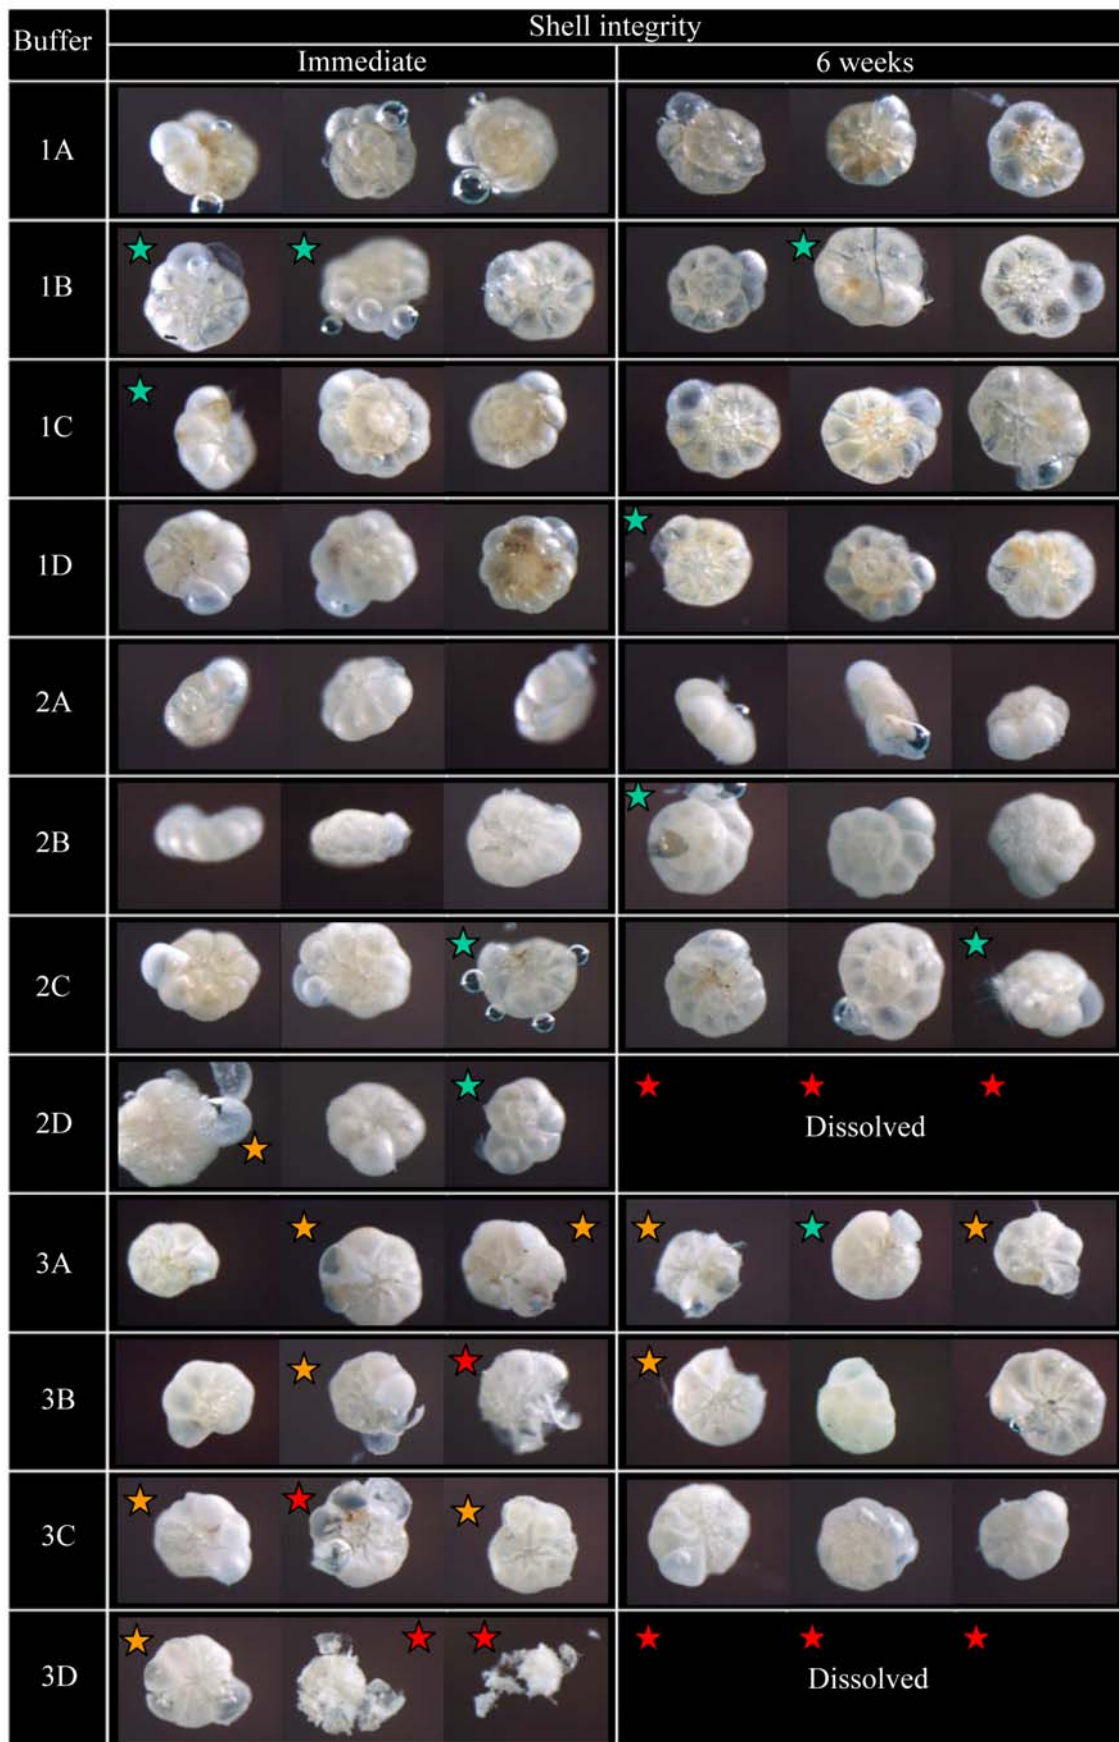 Buffer
Shell integrity
Immediate
6 weeks
1A
1B
1C
1D
2A
2B
2C
2D
Dissolved
3A
3B
3C
3D
Dissolved